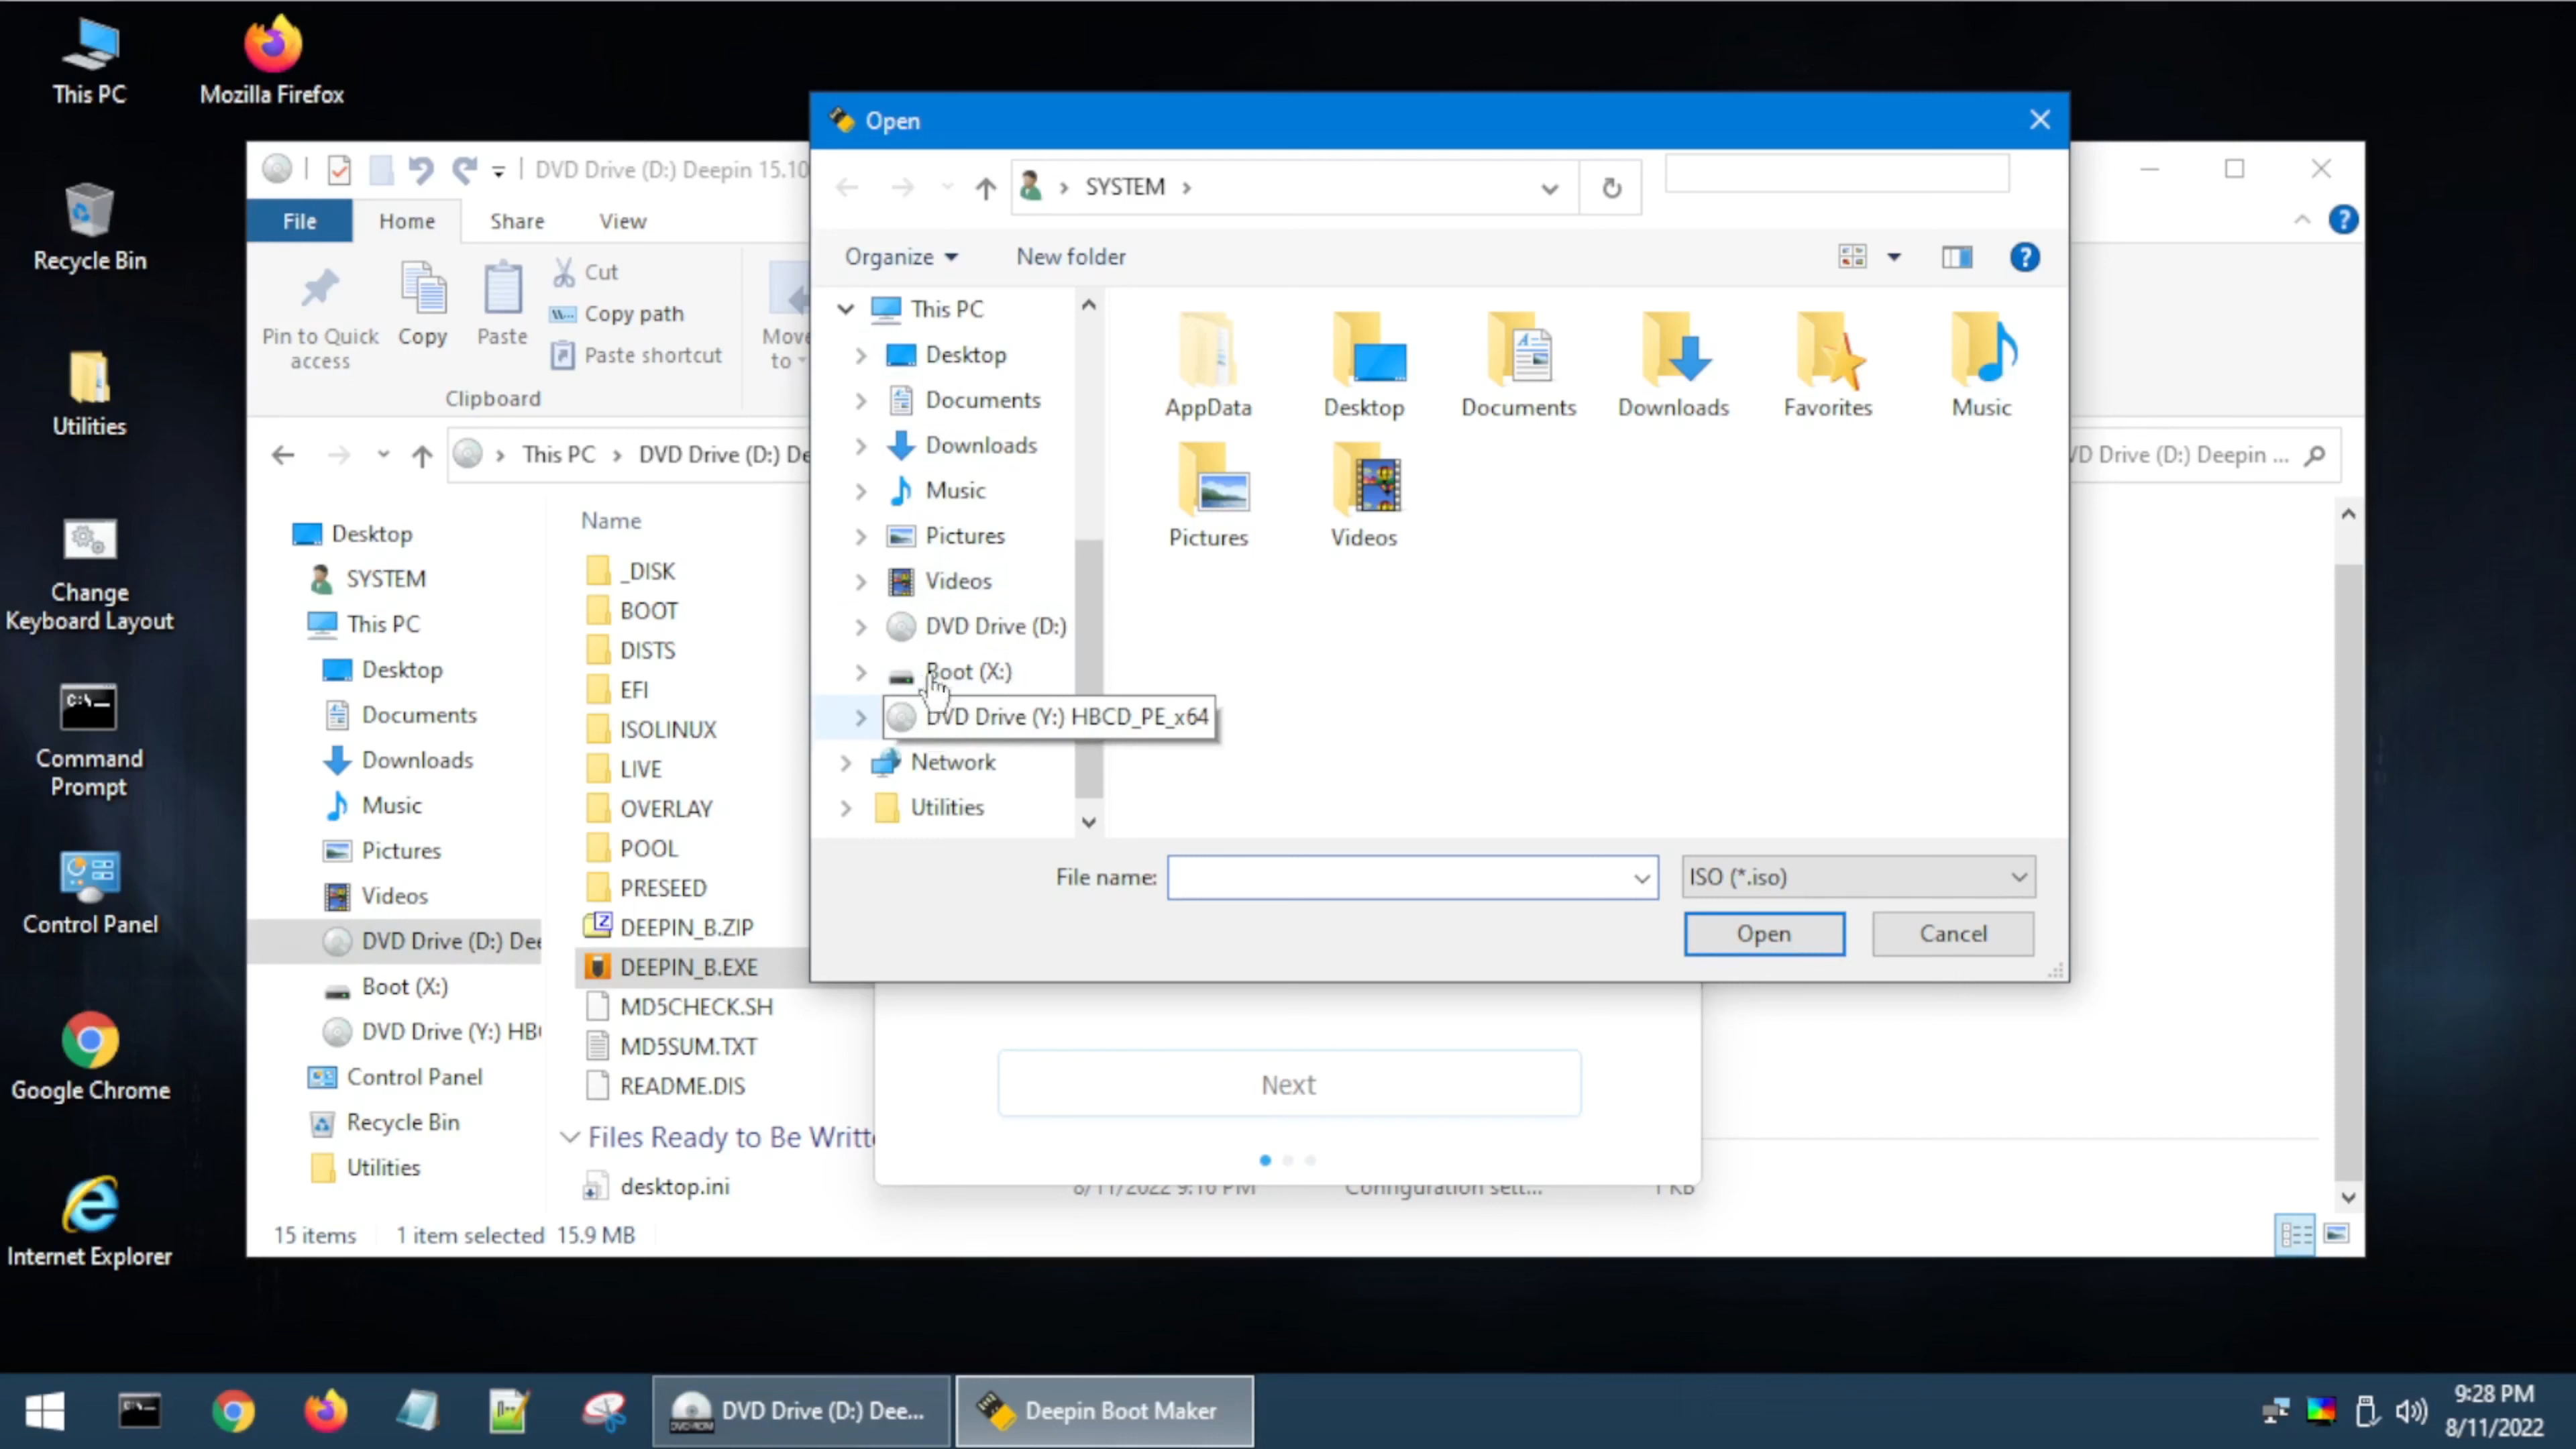 This PC
Mozilla Firefox
Recycle Bin
Utilities
Change
Keyboard Layout
Command
Prompt
Control Panel
Google Chrome
Internet Explorer
DVD Drive (D:) Deepin 15.10
File
Home
Share
View
Pin to Quick
access
Copy
Paste
Cut
Copy path
Paste shortcut
Move
to
Clipboard
This PC
DVD Drive (D:) De
VD Drive (D:) Deepin ...
Desktop
SYSTEM
This PC
Desktop
Documents
Downloads
Music
Pictures
Videos
DVD Drive (D:) Dee
Boot (X:)
DVD Drive (Y:) HB
Control Panel
Recycle Bin
Utilities
Name
_DISK
BOOT
DISTS
EFI
ISOLINUX
LIVE
OVERLAY
POOL
PRESEED
DEEPIN_B.ZIP
DEEPIN_B.EXE
MD5CHECK.SH
MD5SUM.TXT
README.DIS
Files Ready to Be Writt
desktop.ini
8/11/2022 9:16 PM
Configuration sett...
1 KB
15 items
1 item selected 15.9 MB
Open
SYSTEM
Organize
New folder
This PC
Desktop
Documents
Downloads
Music
Pictures
Videos
DVD Drive (D:)
Boot (X:)
DVD Drive (Y:) HBCD_PE_x64
Network
Utilities
AppData
Desktop
Documents
Downloads
Favorites
Music
Pictures
Videos
File name:
ISO (*.iso)
Open
Cancel
Next
DVD Drive (D:) Dee...
Deepin Boot Maker
9:28 PM
8/11/2022